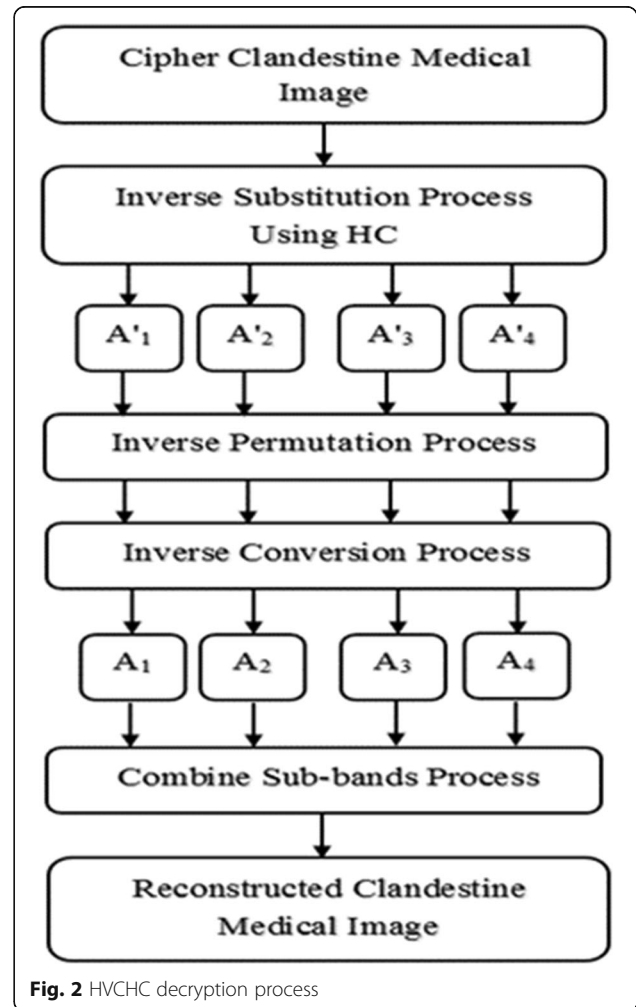 Cipher Clandestine Medical
Image
Inverse Substitution Process
Using HC
A'₁ A'₂ A'₃ A'₄
Inverse Permutation Process
Inverse Conversion Process
A₁ A₂ A₃ A₄
Combine Sub-bands Process
Reconstructed Clandestine
Medical Image
Fig. 2 HVCHC decryption process